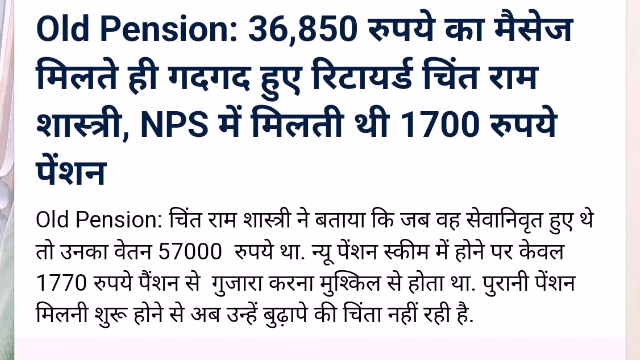 Old Pension: 36,850 रुपये का मैसेज
मिलते ही गदगद हुए रिटायर्ड चिंत राम
शास्त्री, NPS में मिलती थी 1700 रुपये
पेंशन
Old Pension: चिंत राम शास्त्री ने बताया कि जब वह सेवानिवृत हुए थे
तो उनका वेतन 57000 रुपये था. न्यू पेंशन स्कीम में होने पर केवल
1770 रुपये पैंशन से गुजारा करना मुश्किल से होता था. पुरानी पेंशन
मिलनी शुरू होने से अब उन्हें बुढ़ापे की चिंता नहीं रही है.